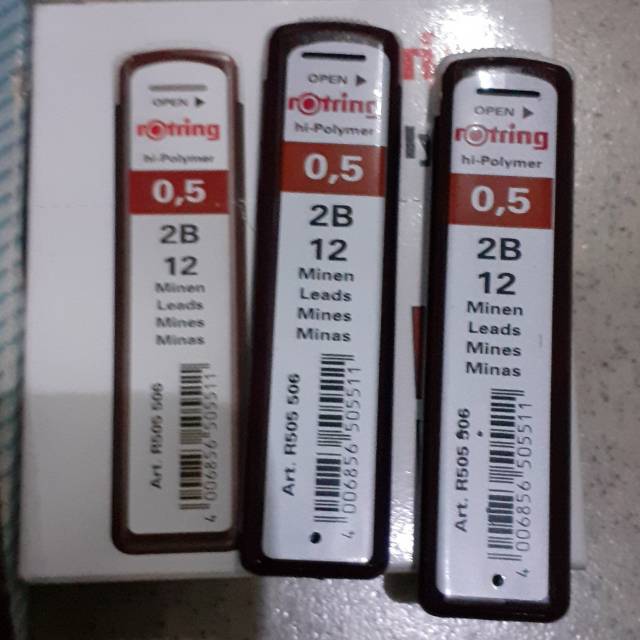 OPEN ▶
rotring
hi-Polymer
0,5
2B
12
Minen
Leads
Mines
Minas
Art. R505 506
4 006856 505511
OPEN ▶
rotring
hi-Polymer
0,5
2B
12
Minen
Leads
Mines
Minas
Art. R505 506
4 006856 505511
OPEN ▶
rotring
hi-Polymer
0,5
2B
12
Minen
Leads
Mines
Minas
Art. R505 506
4 006856 505511